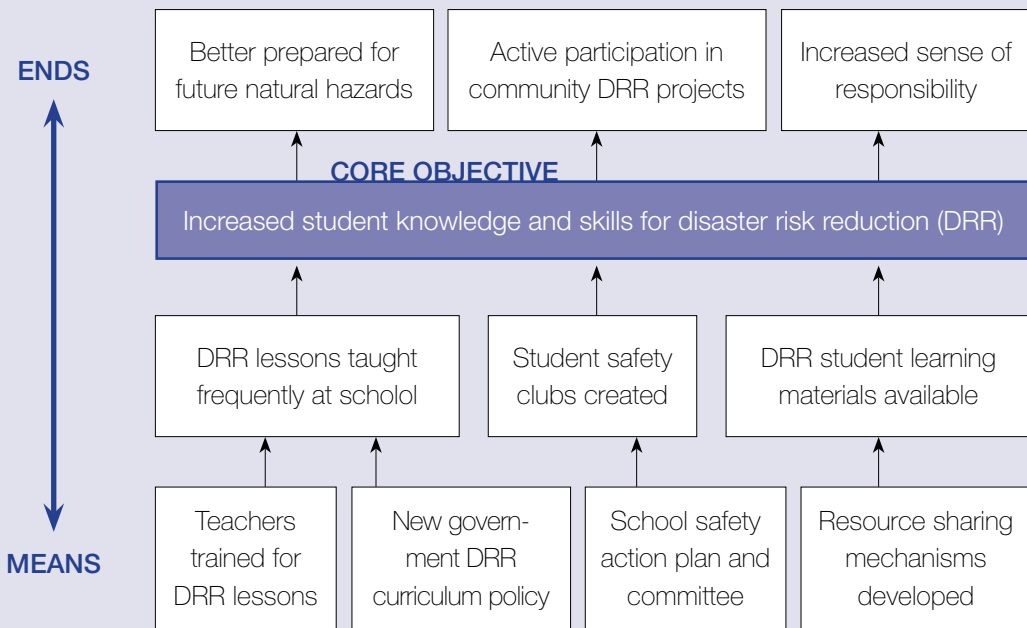 ENDS
Better prepared for
future natural hazards
Active participation in
community DRR projects
Increased sense of
responsibility
CORE OBJECTIVE
Increased student knowledge and skills for disaster risk reduction (DRR)
DRR lessons taught
frequently at scholol
Student safety
clubs created
DRR student learning
materials available
MEANS
Teachers
trained for
DRR lessons
New govern-
ment DRR
curriculum policy
School safety
action plan and
committee
Resource sharing
mechanisms
developed